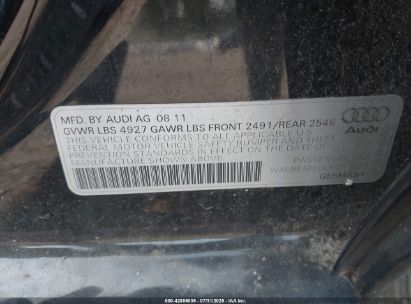 MFD. BY AUDI AG 08 11
GVWR LBS 4927 GAWR LBS FRONT 2491/REAR 2546
THIS VEHICLE CONFORMS TO ALL APPLICABLE U.S.
FEDERAL MOTOR VEHICLE SAFETY BUMPER AND THEFT
PREVENTION STANDARDS IN EFFECT ON THE DATE OF
MANUFACTURE SHOWN ABOVE.
Audi
PASSENGER
GERMANY